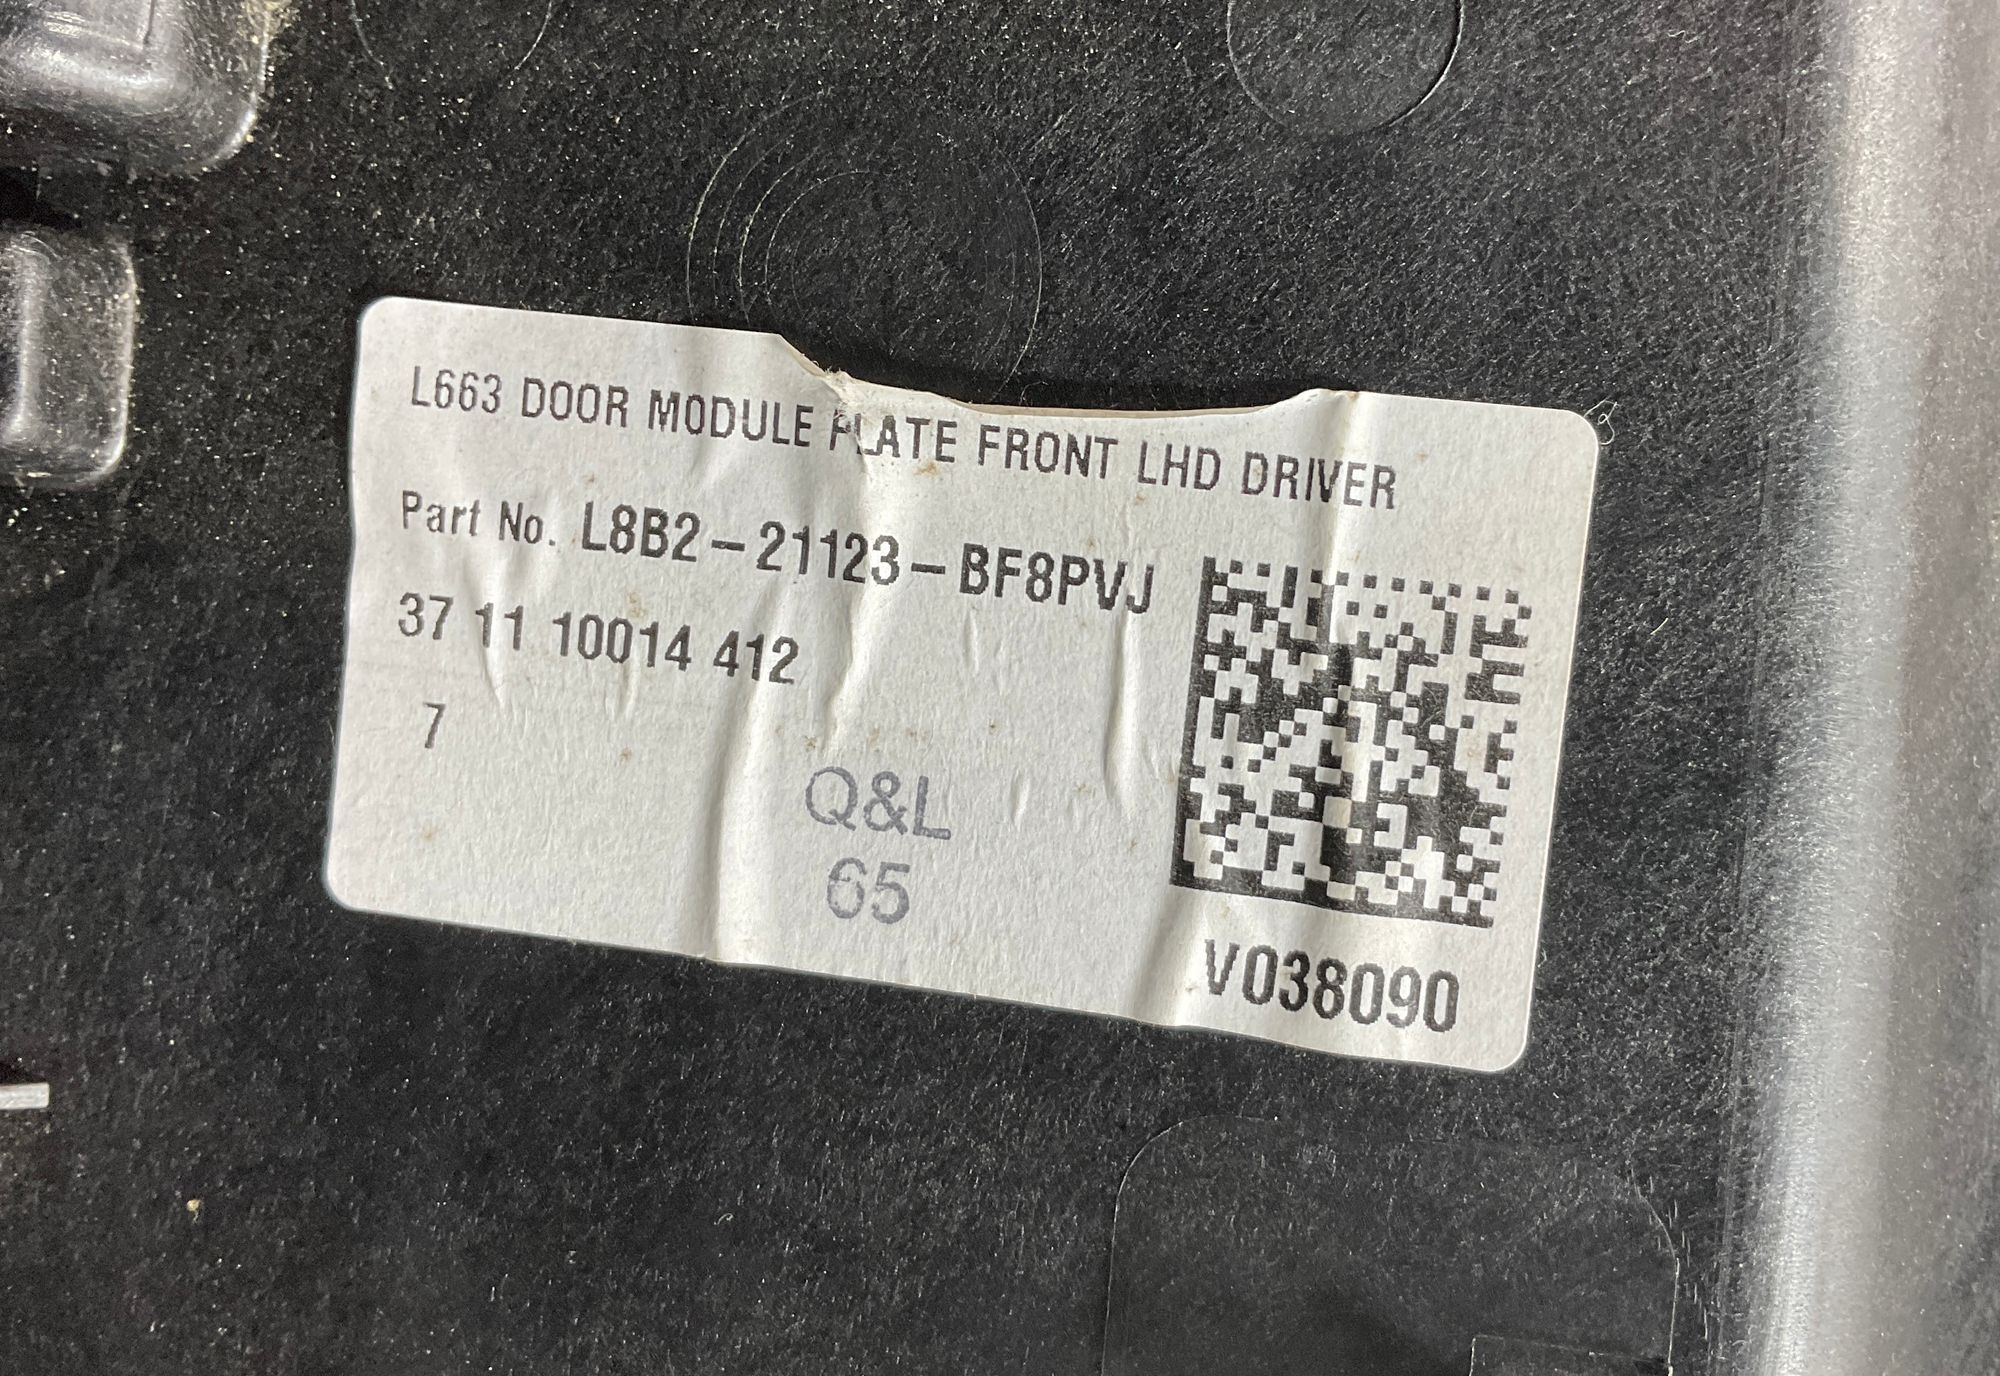 L663 DOOR MODULE PLATE FRONT LHD DRIVER
Part No. L8B2-21123-BF8PVJ
37 11 10014 412
7
Q&L
65
V038090